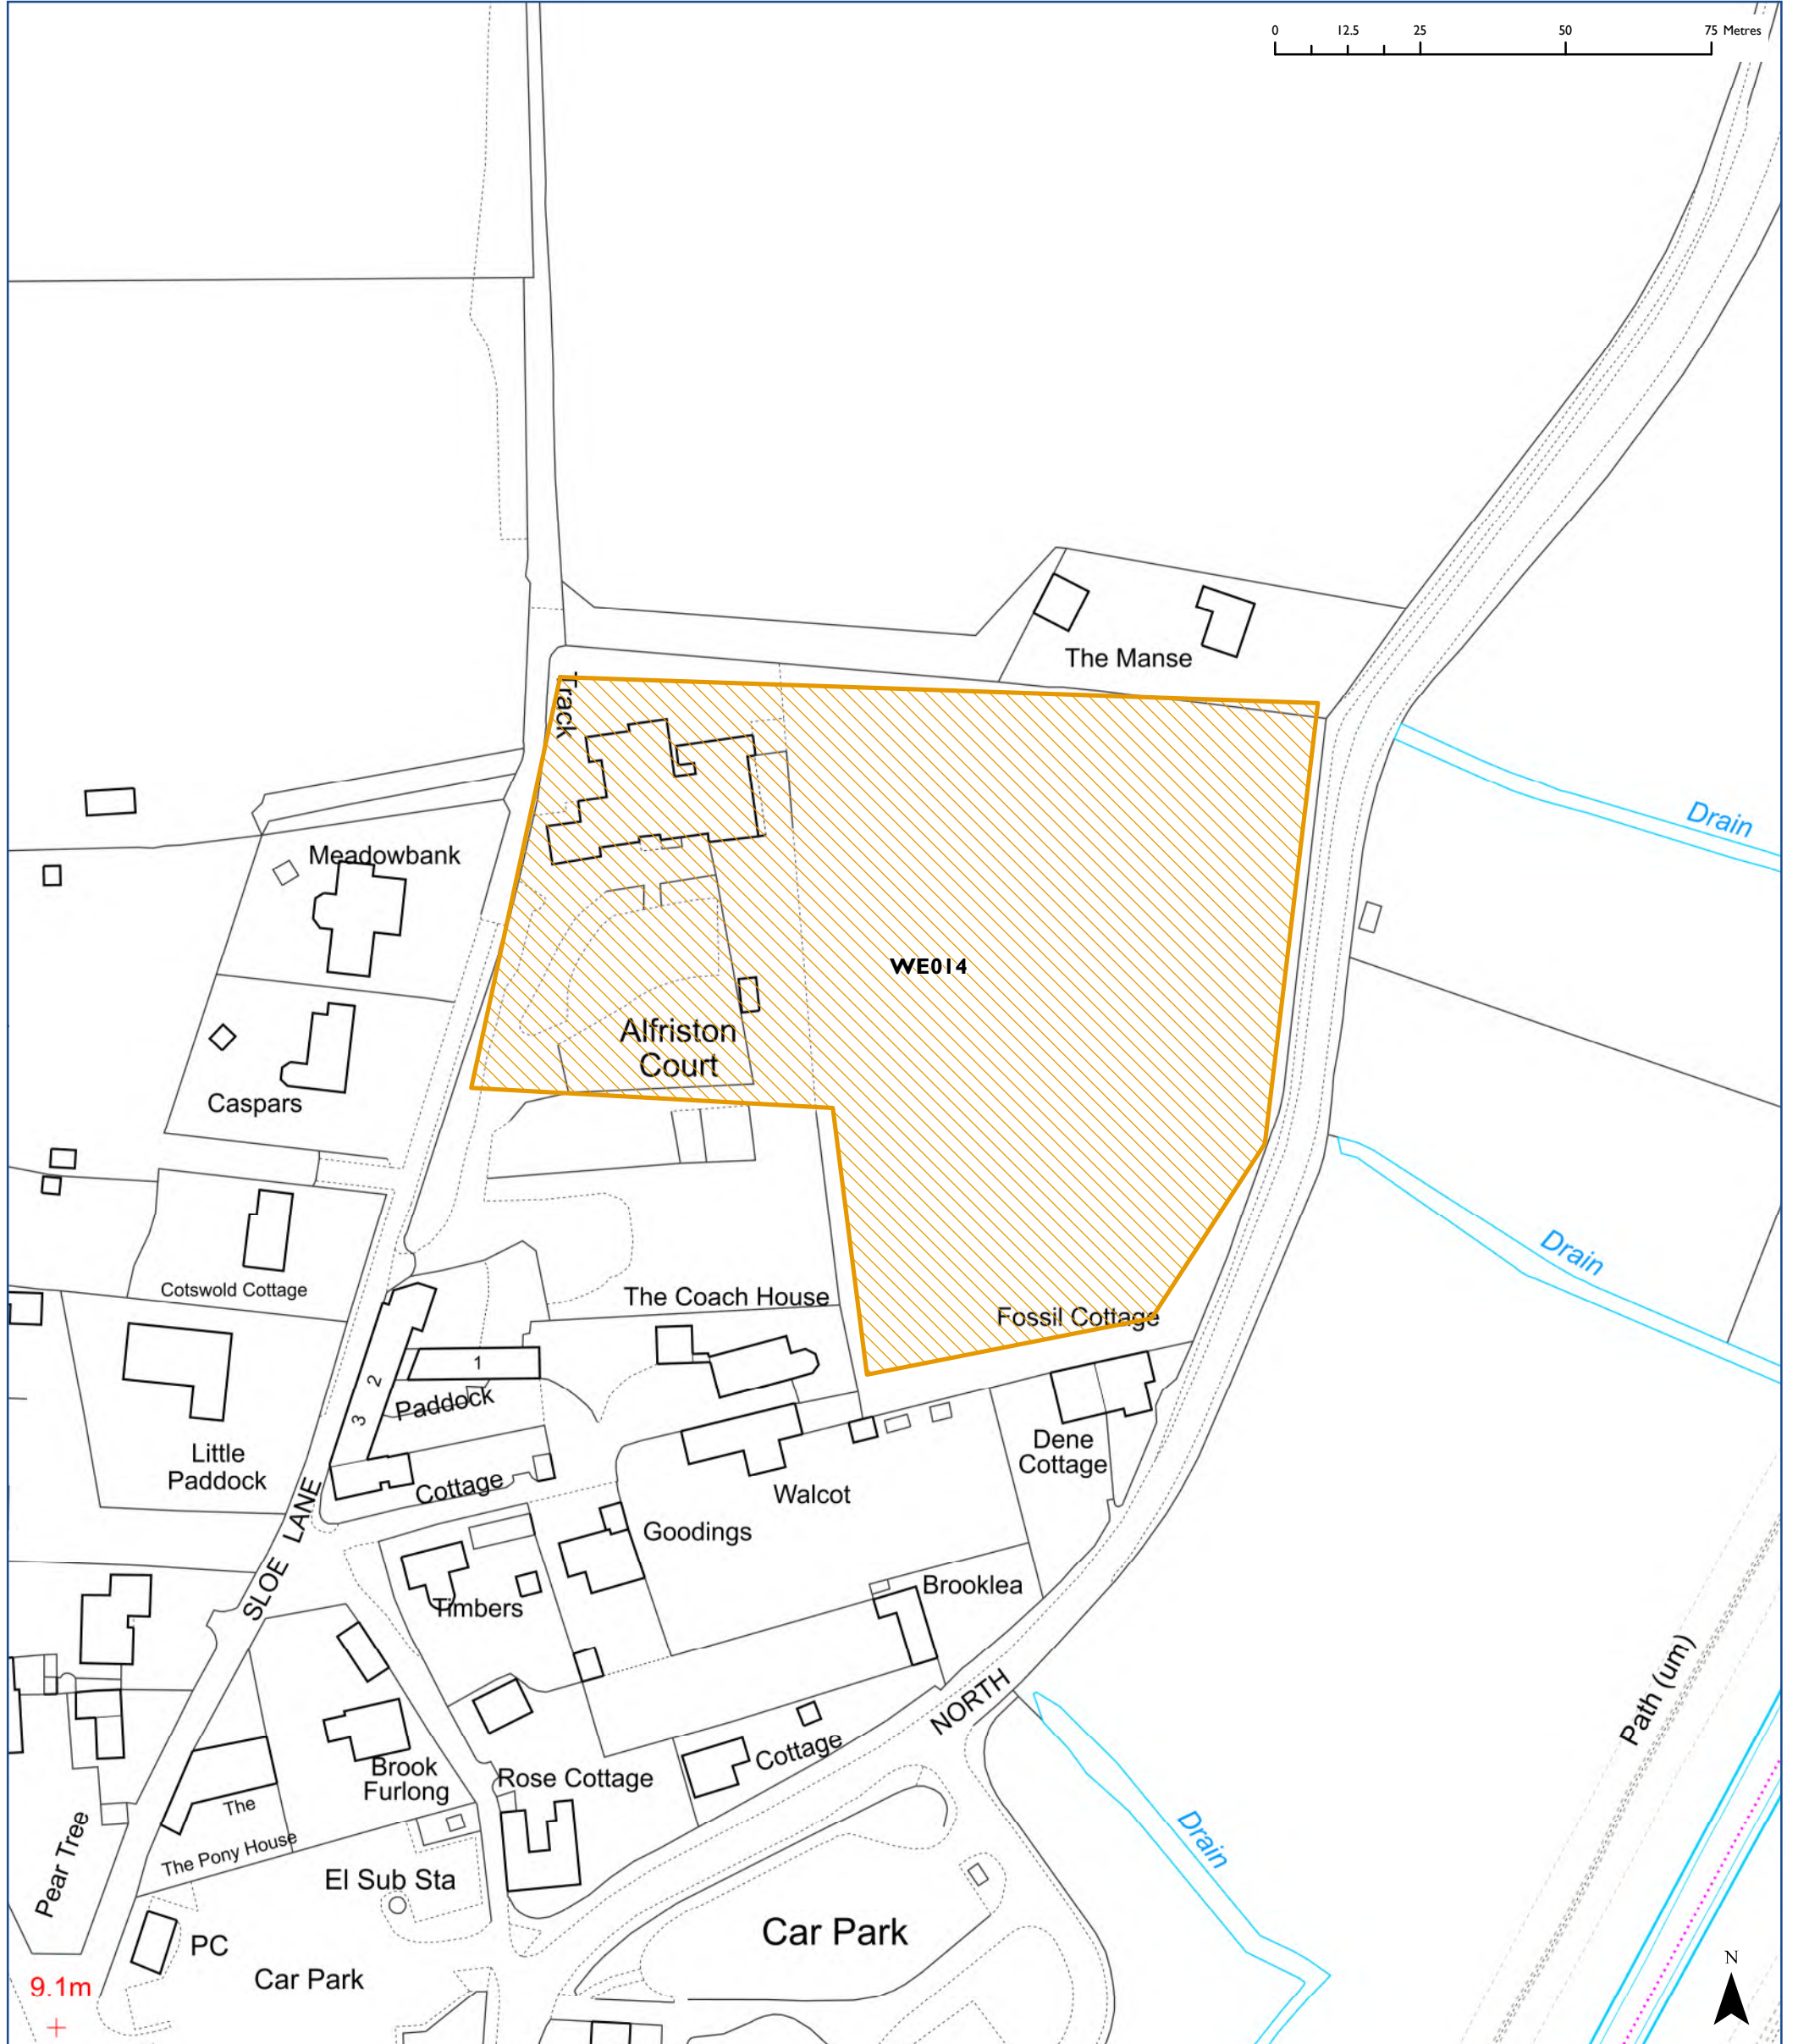 0 12.5 25 50 75 Metres
The Manse
Track
Drain
Meadowbank
WE014
Alfriston
Court
Caspars
Drain
Cotswold Cottage
The Coach House
Fossil Cottage
1
2
3
Paddock
Little
Paddock
Dene
Cottage
Cottage
Walcot
SLOE LANE
Goodings
Brooklea
Timbers
NORTH
Path (um)
Cottage
Brook
Furlong
Rose Cottage
The
The Pony House
Pear Tree
Drain
El Sub Sta
Car Park
PC
Car Park
9.1m
N